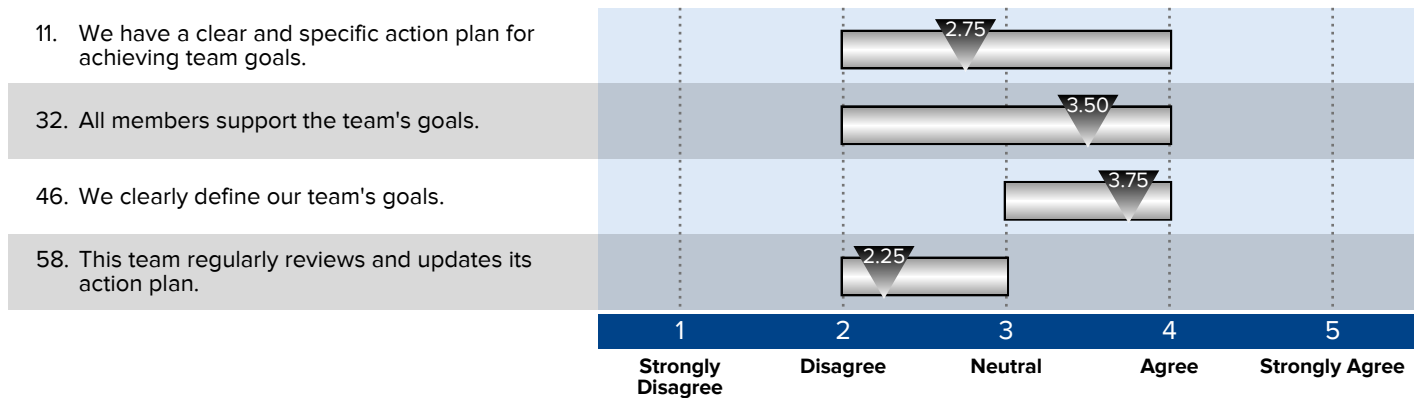 11. We have a clear and specific action plan for
achieving team goals.
2.75
32. All members support the team's goals.
3.50
46. We clearly define our team's goals.
3.75
58. This team regularly reviews and updates its
action plan.
2.25
1 2 3 4 5
Strongly
Disagree
Disagree
Neutral
Agree
Strongly Agree